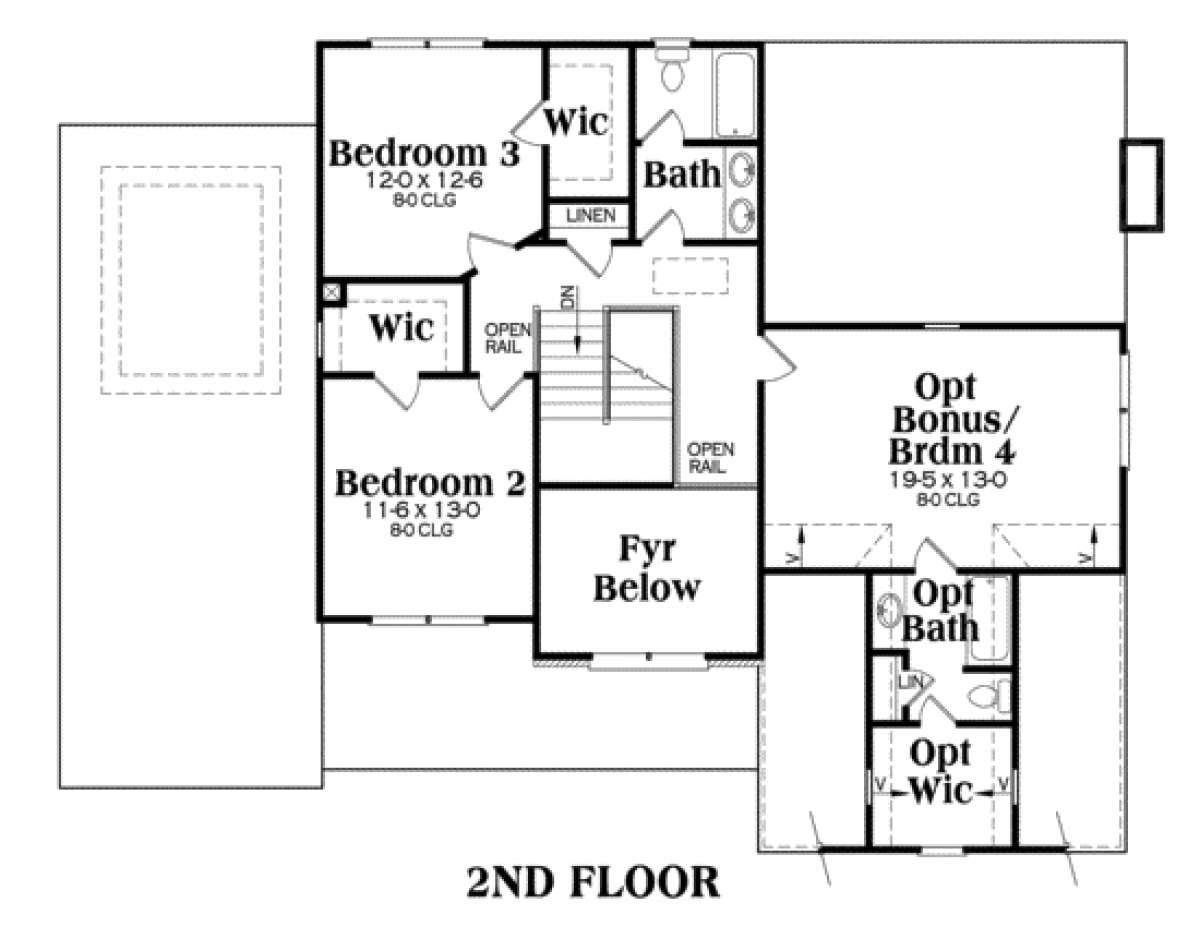 Wic
Bedroom 3
12-0 x 12-6
8-0 CLG
Bath
LINEN
DN
OPEN
RAIL
Wic
Opt
Bonus/
Brdm 4
19-5 x 13-0
8-0 CLG
OPEN
RAIL
Bedroom 2
11-6 x 13-0
8-0 CLG
Fyr
Below
V
V
Opt
Bath
LIN
Opt
Wic
V
V
2ND FLOOR